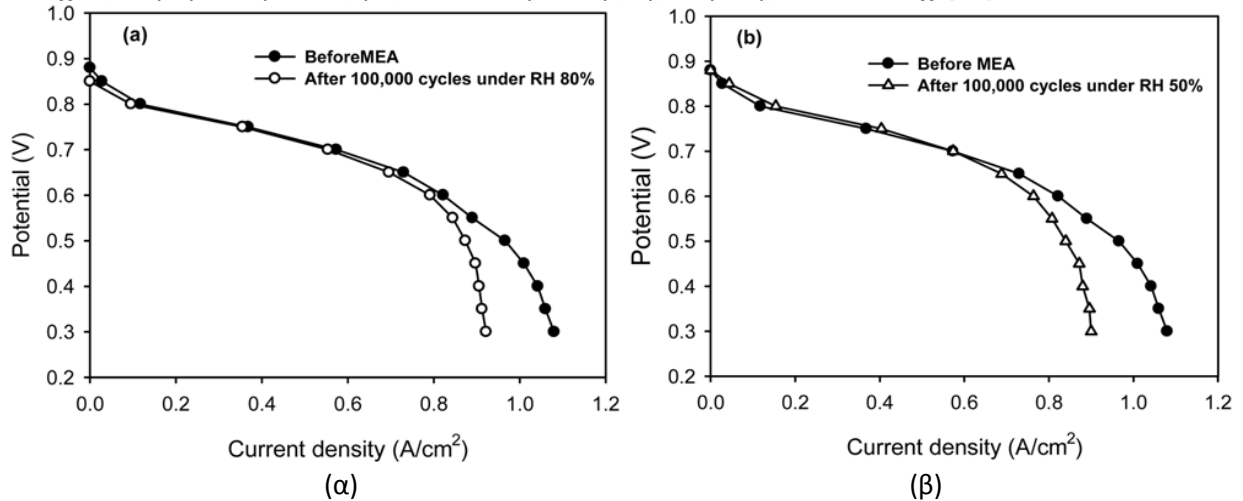 (a)
BeforeMEA
After 100,000 cycles under RH 80%
Potential (V)
1.0
0.9
0.8
0.7
0.6
0.5
0.4
0.3
0.2
0.0 0.2 0.4 0.6 0.8 1.0 1.2
Current density (A/cm²)
(α)
(b)
Before MEA
After 100,000 cycles under RH 50%
Potential (V)
1.0
0.9
0.8
0.7
0.6
0.5
0.4
0.3
0.2
0.0 0.2 0.4 0.6 0.8 1.0 1.2
Current density (A/cm²)
(β)